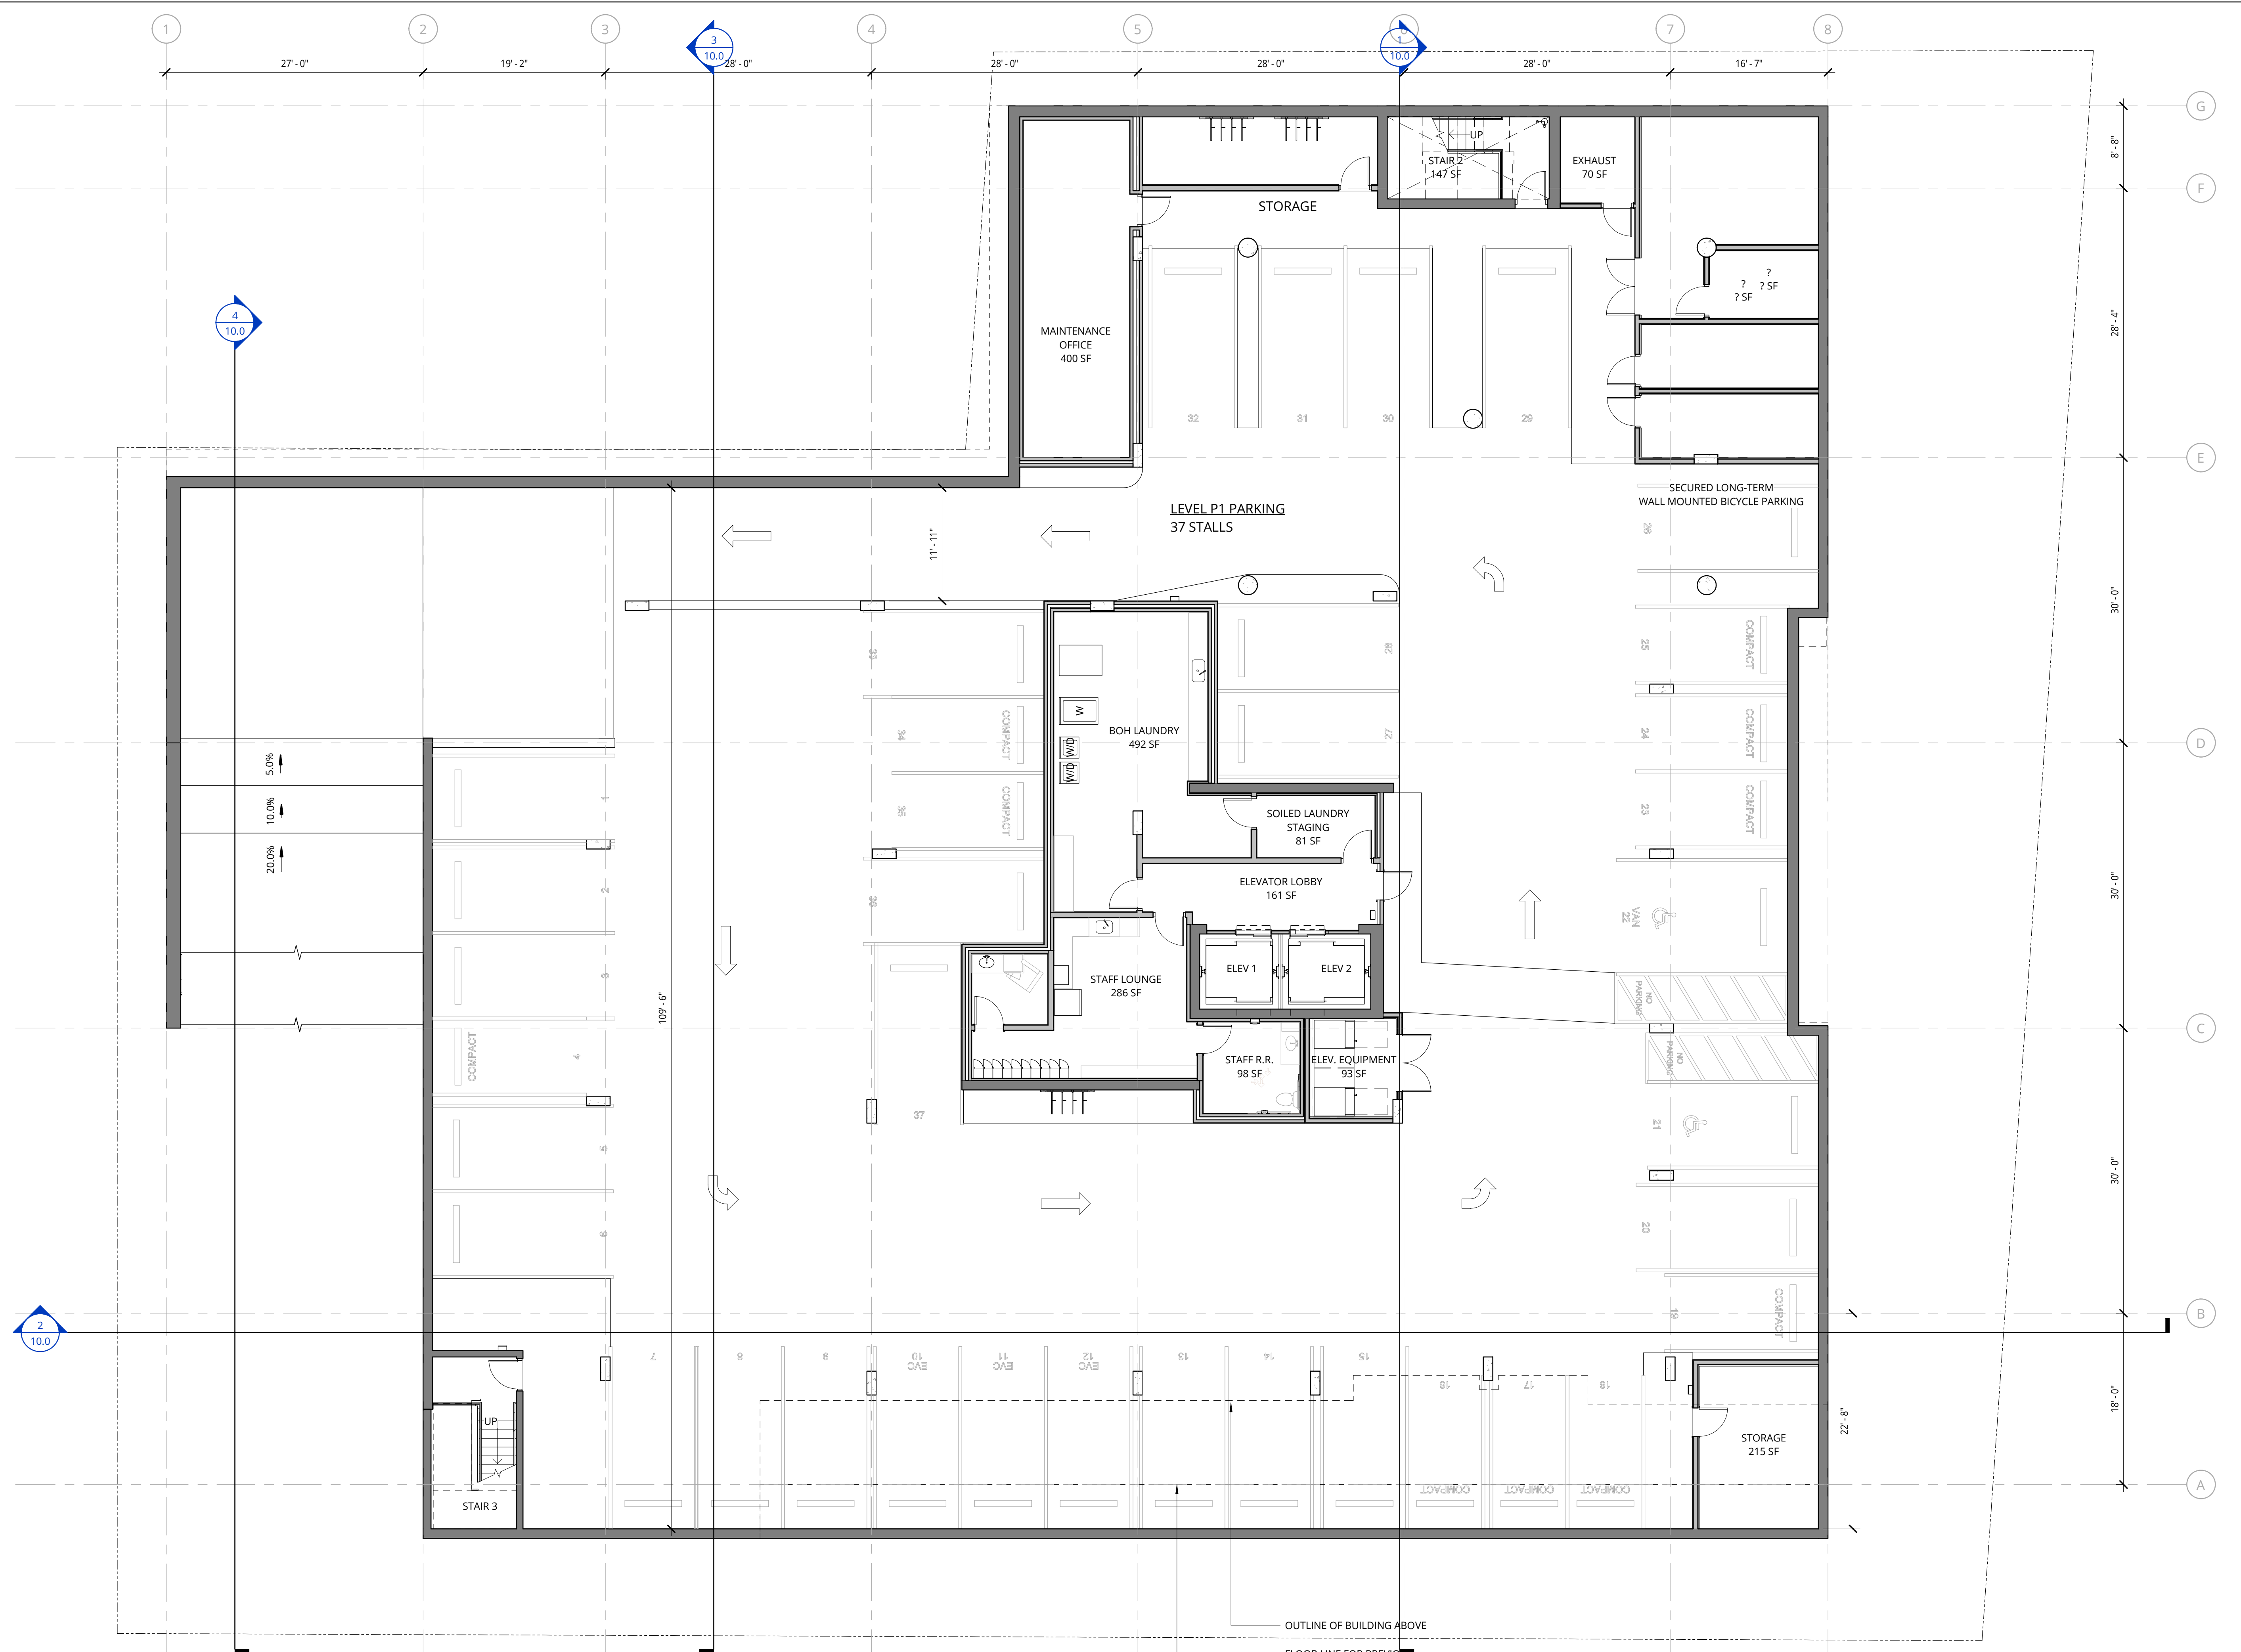 1
2
3
4
5
6
7
8
3
10.0
1
10.0
27' - 0"
19' - 2"
28' - 0"
28' - 0"
28' - 0"
28' - 0"
16' - 7"
G
8' - 8"
F
28' - 4"
E
30' - 0"
D
30' - 0"
C
30' - 0"
B
18' - 0"
A
22' - 8"
4
10.0
2
10.0
UP
STAIR 2
147 SF
EXHAUST
70 SF
STORAGE
?
? SF
?
? SF
MAINTENANCE
OFFICE
400 SF
32
31
30
29
SECURED LONG-TERM
WALL MOUNTED BICYCLE PARKING
LEVEL P1 PARKING
37 STALLS
11' - 11"
26
25
COMPACT
24
COMPACT
23
COMPACT
VAN
22
NO
PARKING
NO
PARKING
21
20
19
COMPACT
33
34
COMPACT
35
COMPACT
36
37
28
27
W
W/D
W/D
BOH LAUNDRY
492 SF
SOILED LAUNDRY
STAGING
81 SF
ELEVATOR LOBBY
161 SF
ELEV 1
ELEV 2
STAFF LOUNGE
286 SF
STAFF R.R.
98 SF
ELEV. EQUIPMENT
93 SF
5.0%
10.0%
20.0%
109' - 6"
1
2
3
4
COMPACT
5
6
7
8
9
10
EVC
11
EVC
12
EVC
13
14
15
16
COMPACT
17
COMPACT
18
COMPACT
UP
STAIR 3
STORAGE
215 SF
OUTLINE OF BUILDING ABOVE